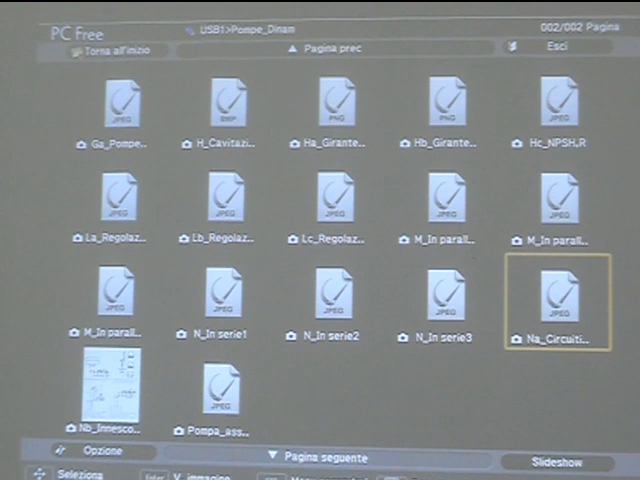 PC Free
USB1>Pompe_Dinam
002/002 Pagina
Torna all'inizio
Pagina prec
Esci
JPEG BMP PNG PNG JPEG
Ga_Pompe... H_Cavitazi... Ha_Girante... Hb_Girante... Hc_NPSH,R
JPEG JPEG JPEG JPEG JPEG
La_Regolaz... Lb_Regolaz... Lc_Regolaz... M_In parall... M_In parall...
JPEG JPEG JPEG JPEG JPEG
M_In parall... N_In serie1 N_In serie2 N_In serie3 Na_Circuiti...
JPEG
Nb_Innesco... Pompa_ass...
Opzione
Pagina seguente
Slideshow
Seleziona
Enter